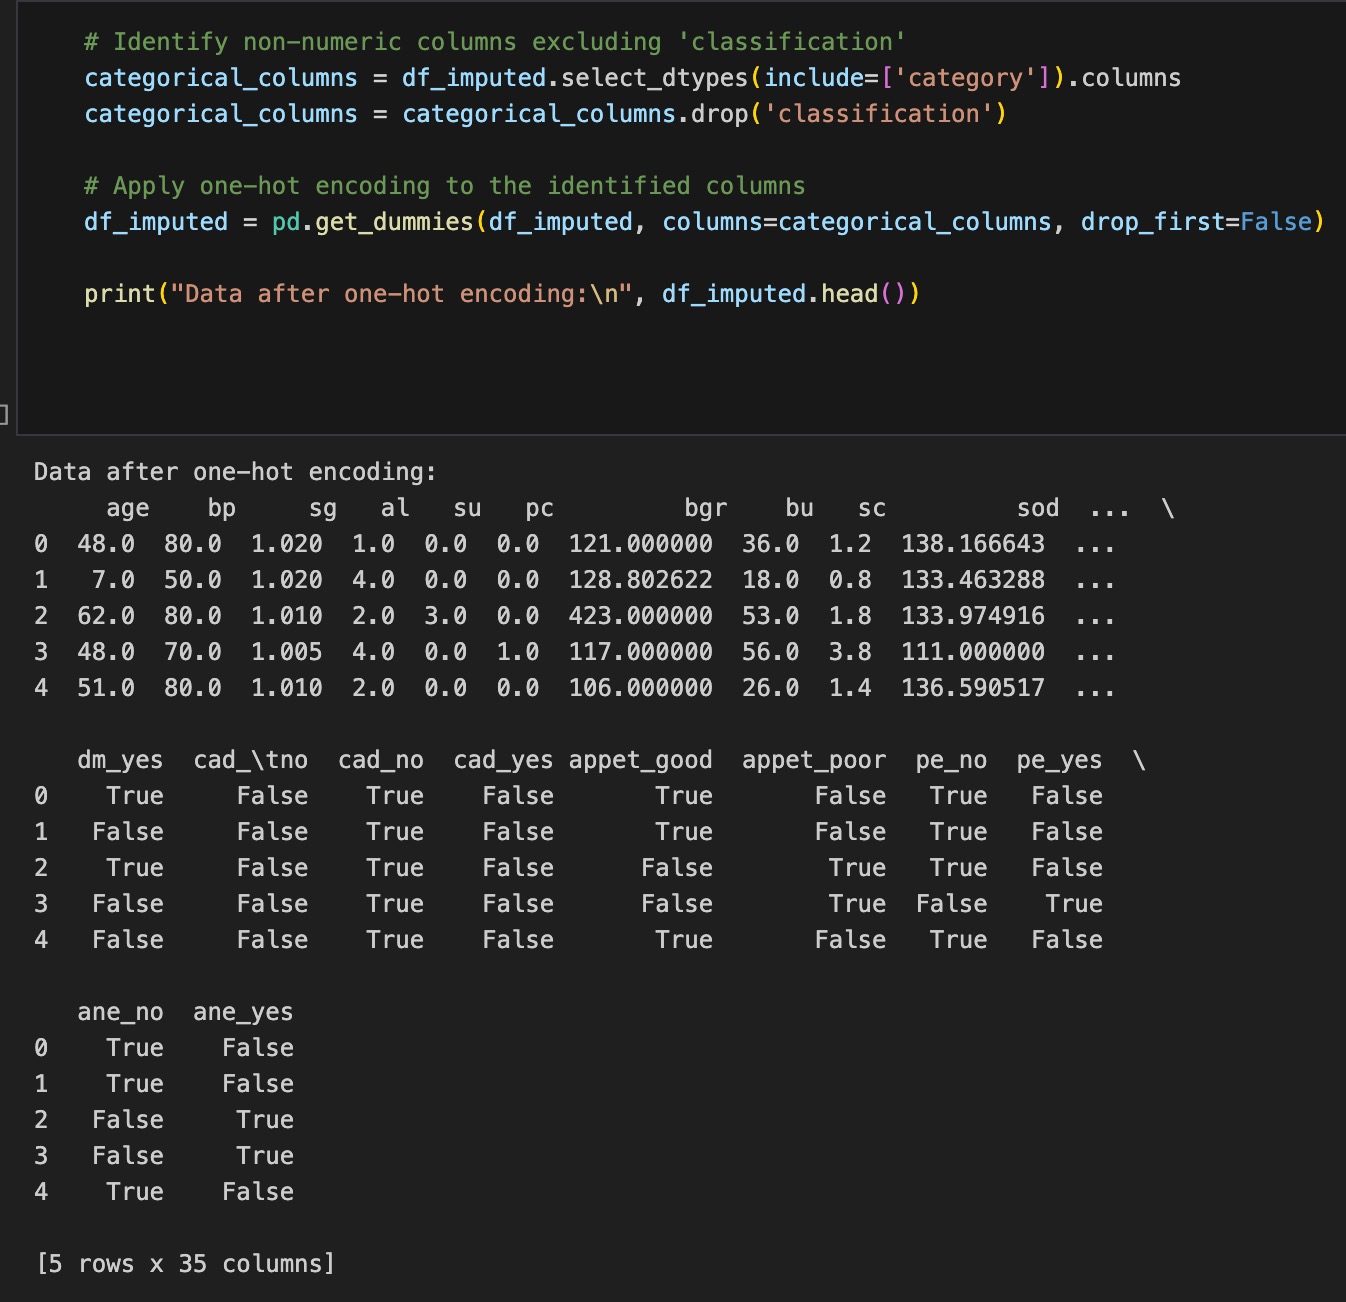 # Identify non-numeric columns excluding 'classification'
categorical_columns = df_imputed.select_dtypes(include=['category']).columns
categorical_columns = categorical_columns.drop('classification')
# Apply one-hot encoding to the identified columns
df_imputed = pd.get_dummies(df_imputed, columns=categorical_columns, drop_first=False)
print("Data after one-hot encoding:\n", df_imputed.head())
]
Data after one-hot encoding:
     age    bp     sg   al   su   pc         bgr    bu   sc         sod  ...  \
0  48.0  80.0  1.020  1.0  0.0  0.0  121.000000  36.0  1.2  138.166643  ...
1   7.0  50.0  1.020  4.0  0.0  0.0  128.802622  18.0  0.8  133.463288  ...
2  62.0  80.0  1.010  2.0  3.0  0.0  423.000000  53.0  1.8  133.974916  ...
3  48.0  70.0  1.005  4.0  0.0  1.0  117.000000  56.0  3.8  111.000000  ...
4  51.0  80.0  1.010  2.0  0.0  0.0  106.000000  26.0  1.4  136.590517  ...
   dm_yes  cad_\tno  cad_no  cad_yes appet_good  appet_poor  pe_no  pe_yes  \
0    True     False    True    False       True       False   True   False
1   False     False    True    False       True       False   True   False
2    True     False    True    False      False        True   True   False
3   False     False    True    False      False        True  False    True
4   False     False    True    False       True       False   True   False
   ane_no  ane_yes
0    True    False
1    True    False
2   False     True
3   False     True
4    True    False
[5 rows x 35 columns]